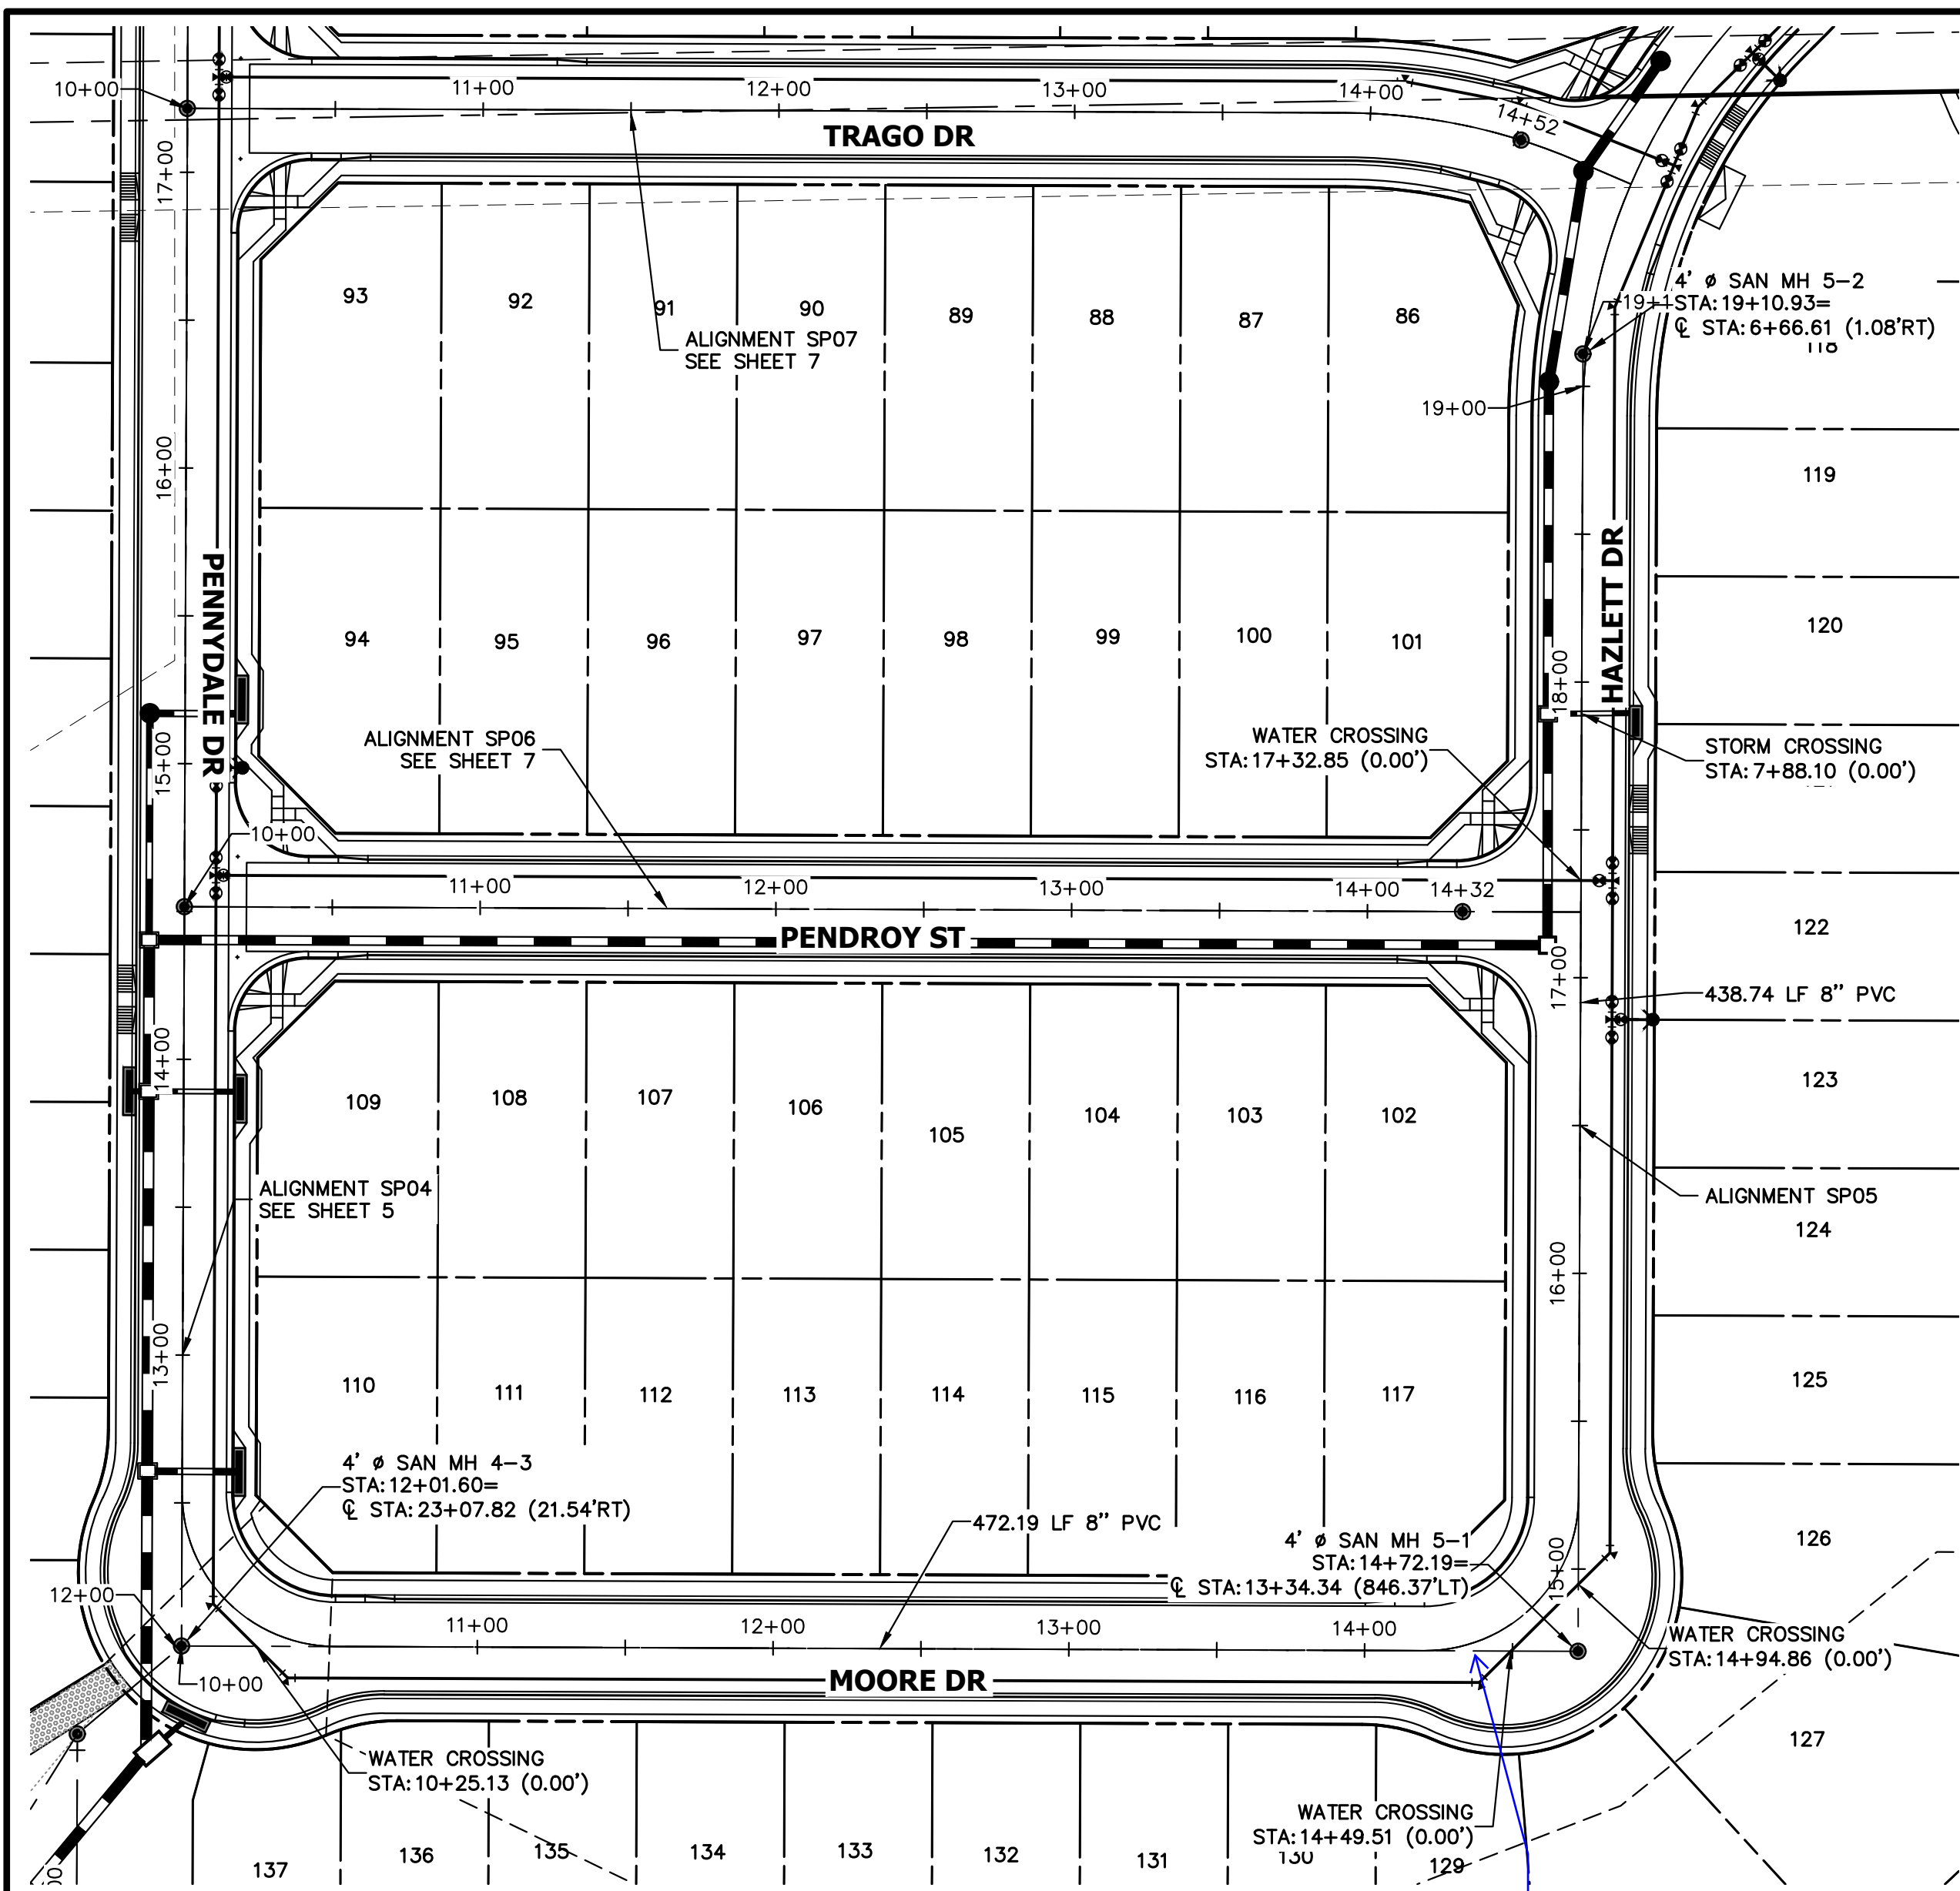 10+00
11+00
12+00
13+00
14+00
14+52
TRAGO DR
17+00
93
92
91
90
89
88
87
86
ALIGNMENT SP07
SEE SHEET 7
4' ø SAN MH 5-2
STA:19+10.93=
℄ STA:6+66.61 (1.08'RT)
118
19+1
19+00
16+00
119
PENNYDALE DR
HAZLETT DR
94
95
96
97
98
99
100
101
120
18+00
ALIGNMENT SP06
SEE SHEET 7
WATER CROSSING
STA:17+32.85 (0.00')
STORM CROSSING
STA:7+88.10 (0.00')
15+00
10+00
11+00
12+00
13+00
14+00
14+32
PENDROY ST
122
17+00
438.74 LF 8" PVC
14+00
109
108
107
106
105
104
103
102
123
ALIGNMENT SP04
SEE SHEET 5
ALIGNMENT SP05
124
16+00
13+00
110
111
112
113
114
115
116
117
125
4' ø SAN MH 4-3
STA:12+01.60=
℄ STA:23+07.82 (21.54'RT)
472.19 LF 8" PVC
4' ø SAN MH 5-1
STA:14+72.19=
℄ STA:13+34.34 (846.37'LT)
126
15+00
12+00
11+00
12+00
13+00
14+00
10+00
MOORE DR
WATER CROSSING
STA:14+94.86 (0.00')
127
WATER CROSSING
STA:10+25.13 (0.00')
WATER CROSSING
STA:14+49.51 (0.00')
137
136
135
134
133
132
131
130
129